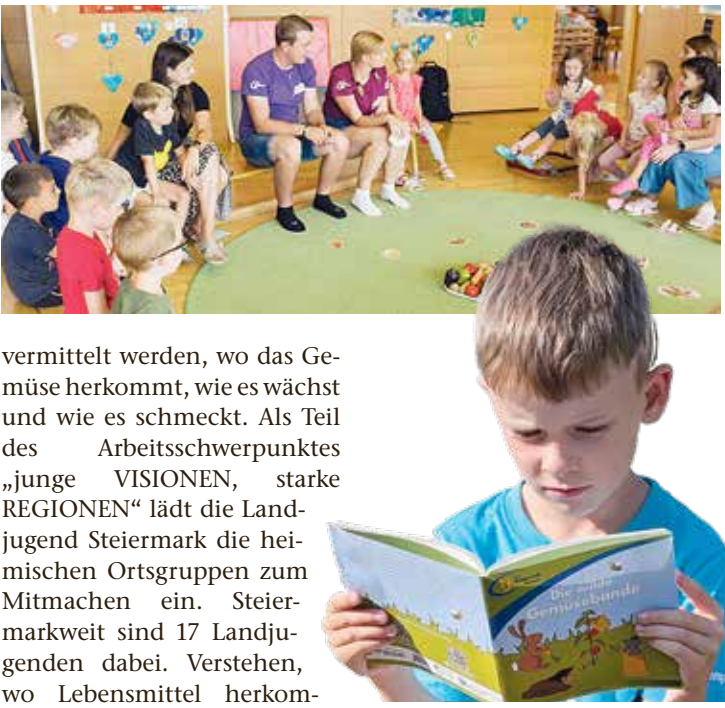 vermittelt werden, wo das Ge-
müse herkommt, wie es wächst
und wie es schmeckt. Als Teil
des Arbeitsschwerpunktes
„junge VISIONEN, starke
REGIONEN“ lädt die Land-
jugend Steiermark die hei-
mischen Ortsgruppen zum
Mitmachen ein. Steier-
markweit sind 17 Landju-
genden dabei. Verstehen,
wo Lebensmittel herkom-
Die
Gemüsebande